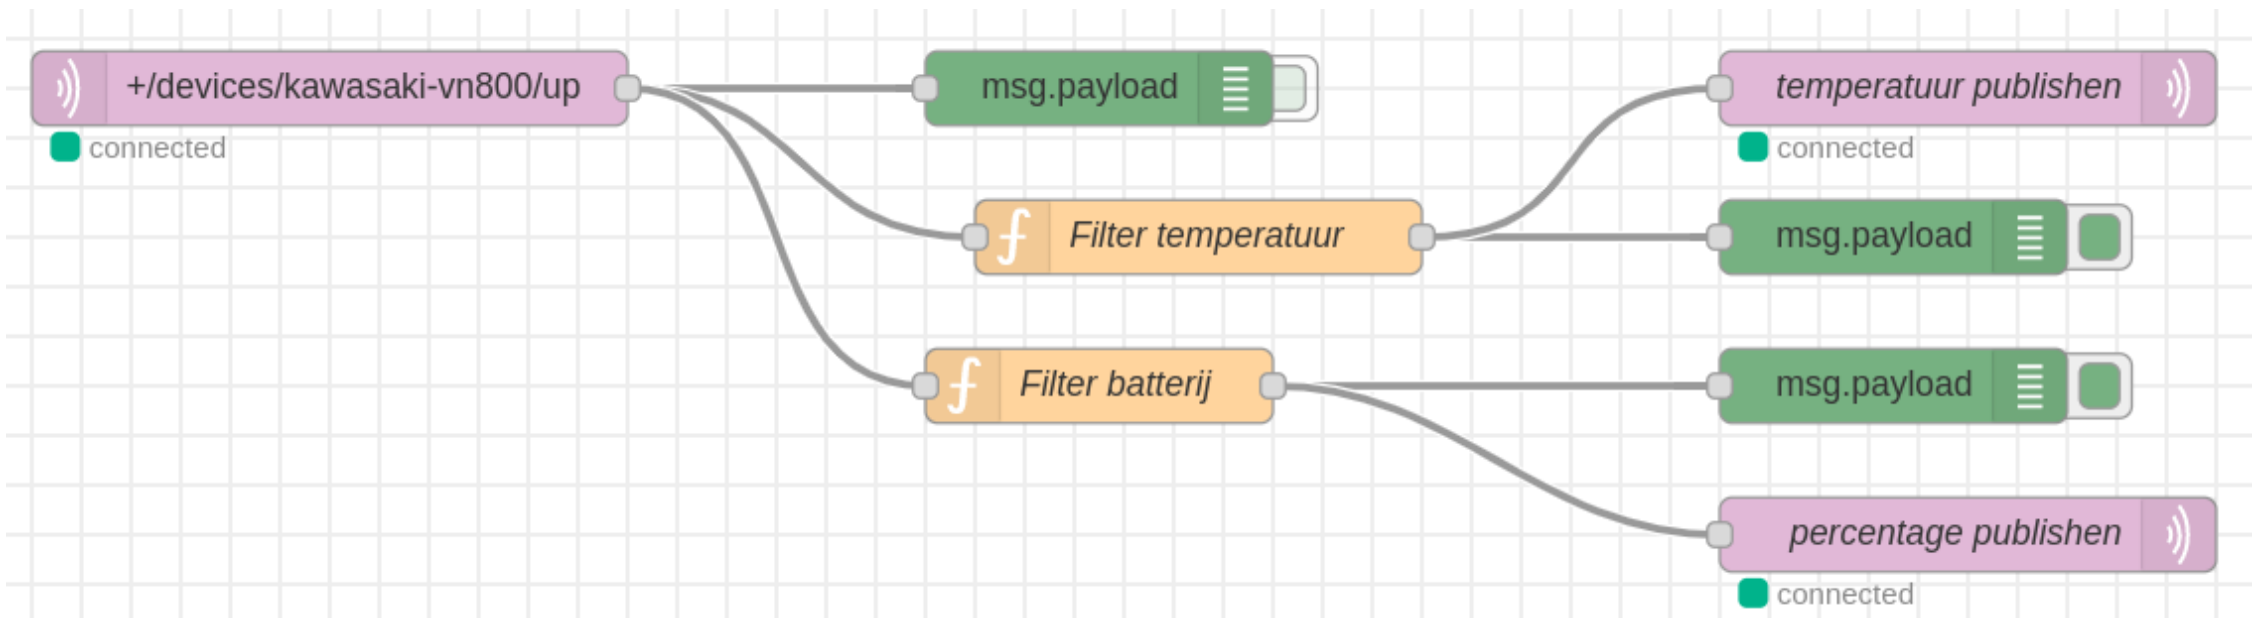 +/devices/kawasaki-vn800/up
connected
msg.payload
temperatuur publishen
connected
Filter temperatuur
msg.payload
Filter batterij
msg.payload
percentage publishen
connected